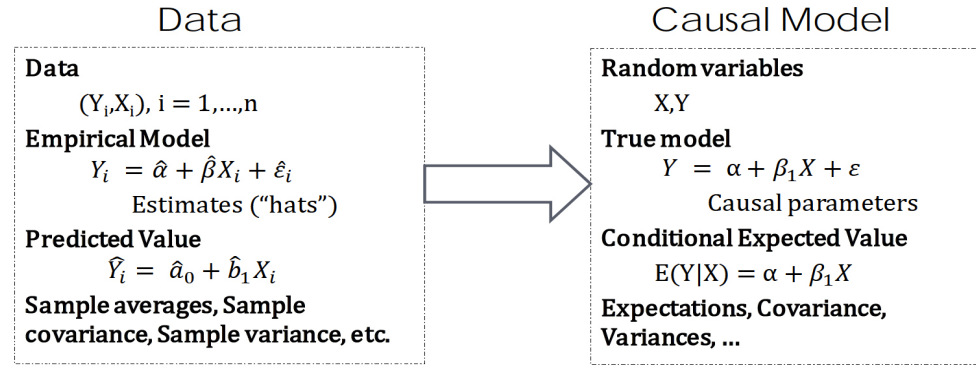 Data
Data
(Yᵢ,Xᵢ), i = 1,…,n
Empirical Model
Yᵢ = α̂ + β̂Xᵢ + ε̂ᵢ
Estimates (“hats”)
Predicted Value
Ŷᵢ = â₀ + b̂₁Xᵢ
Sample averages, Sample
covariance, Sample variance, etc.
Causal Model
Random variables
X,Y
True model
Y = α + β₁X + ε
Causal parameters
Conditional Expected Value
E(Y|X) = α + β₁X
Expectations, Covariance,
Variances, …